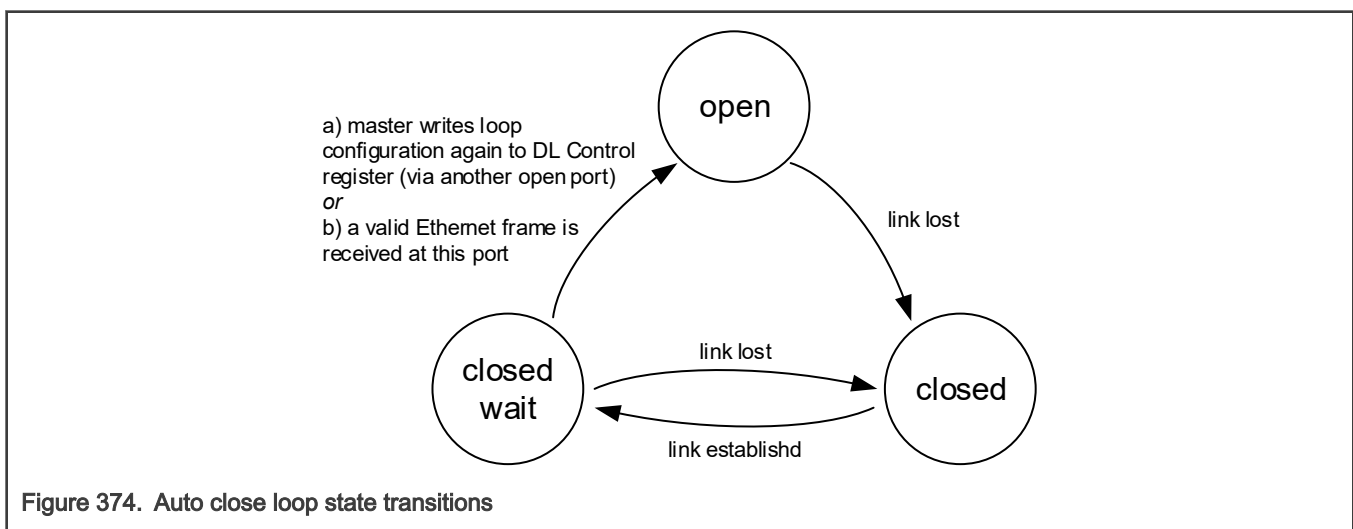 open
a) master writes loop
configuration again to DL Control
register (via another open port)
or
b) a valid Ethernet frame is
received at this port
link lost
link lost
closed
wait
closed
link establishd
Figure 374. Auto close loop state transitions